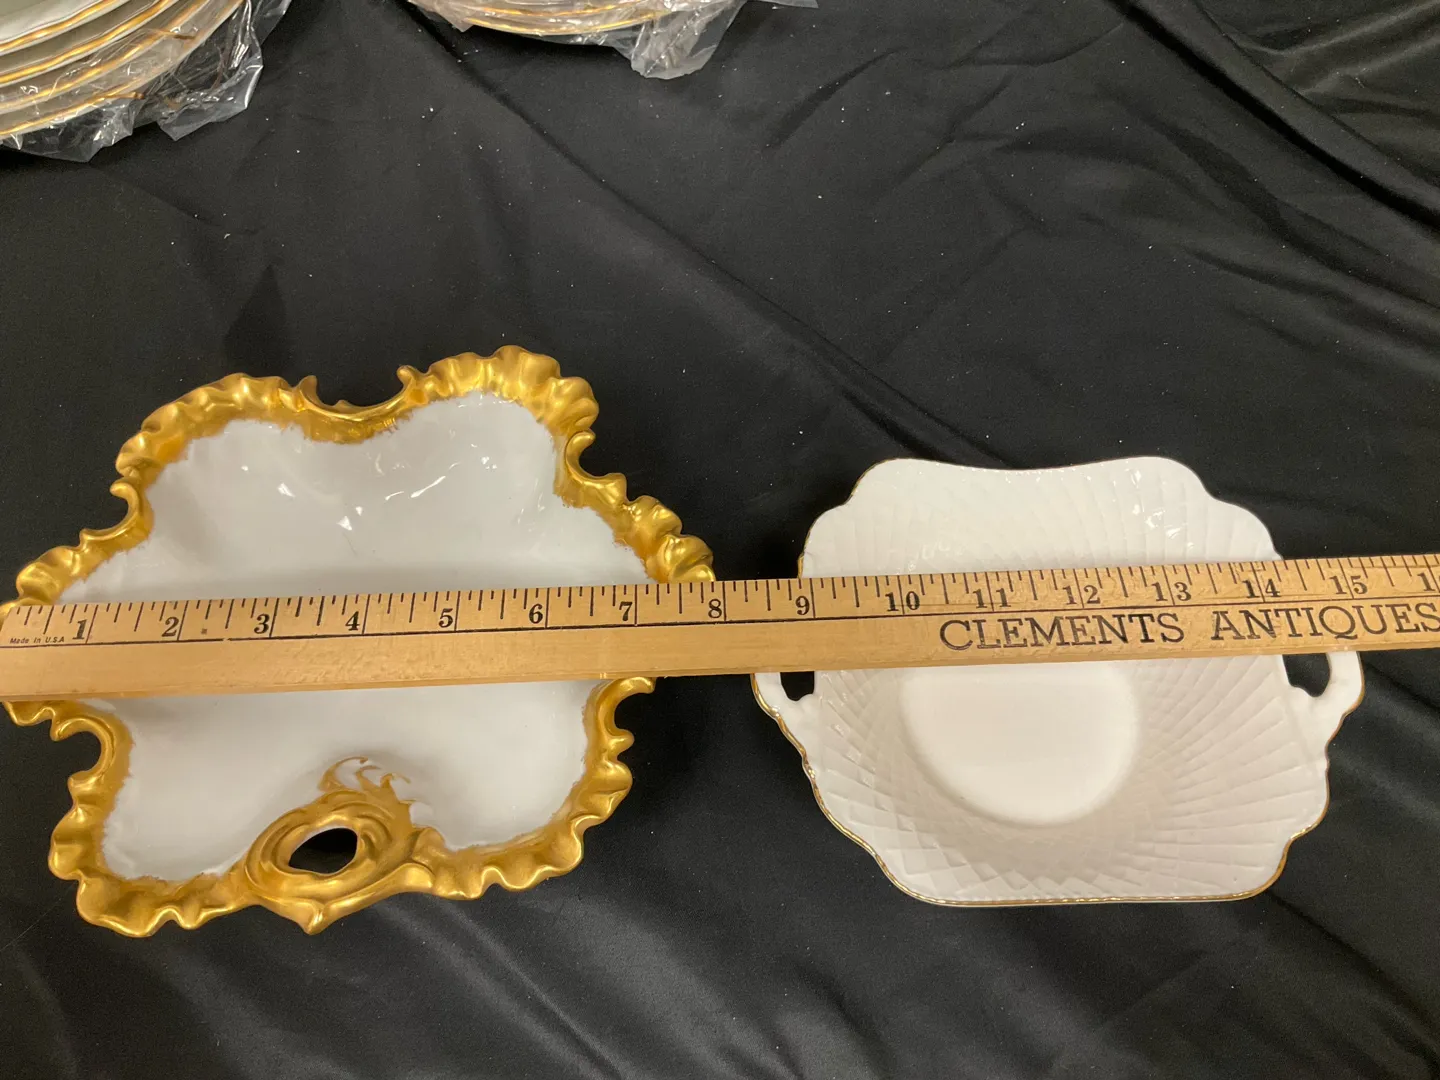 1 2 3 4 5 6 7 8 9 10 11 12 13 14 15
Made in U.S.A
CLEMENTS ANTIQUES